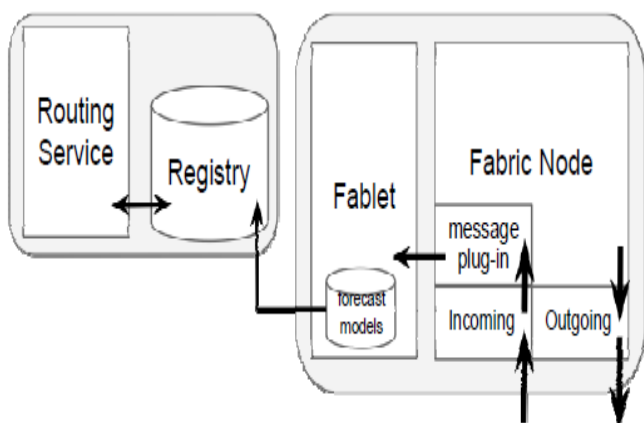 Routing
Service
Registry
Fablet
forecast
models
Fabric Node
message
plug-in
Incoming
Outgoing